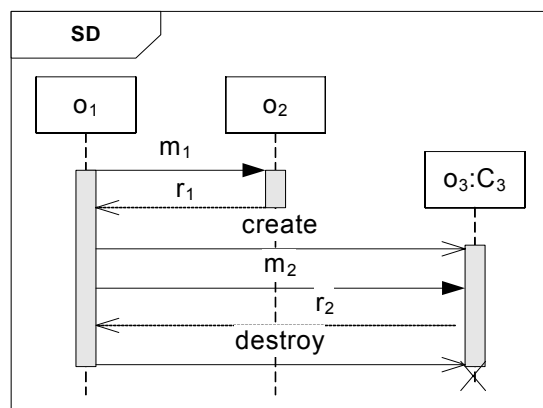 SD
o₁
o₂
m₁
o₃:C₃
r₁
create
m₂
r₂
destroy